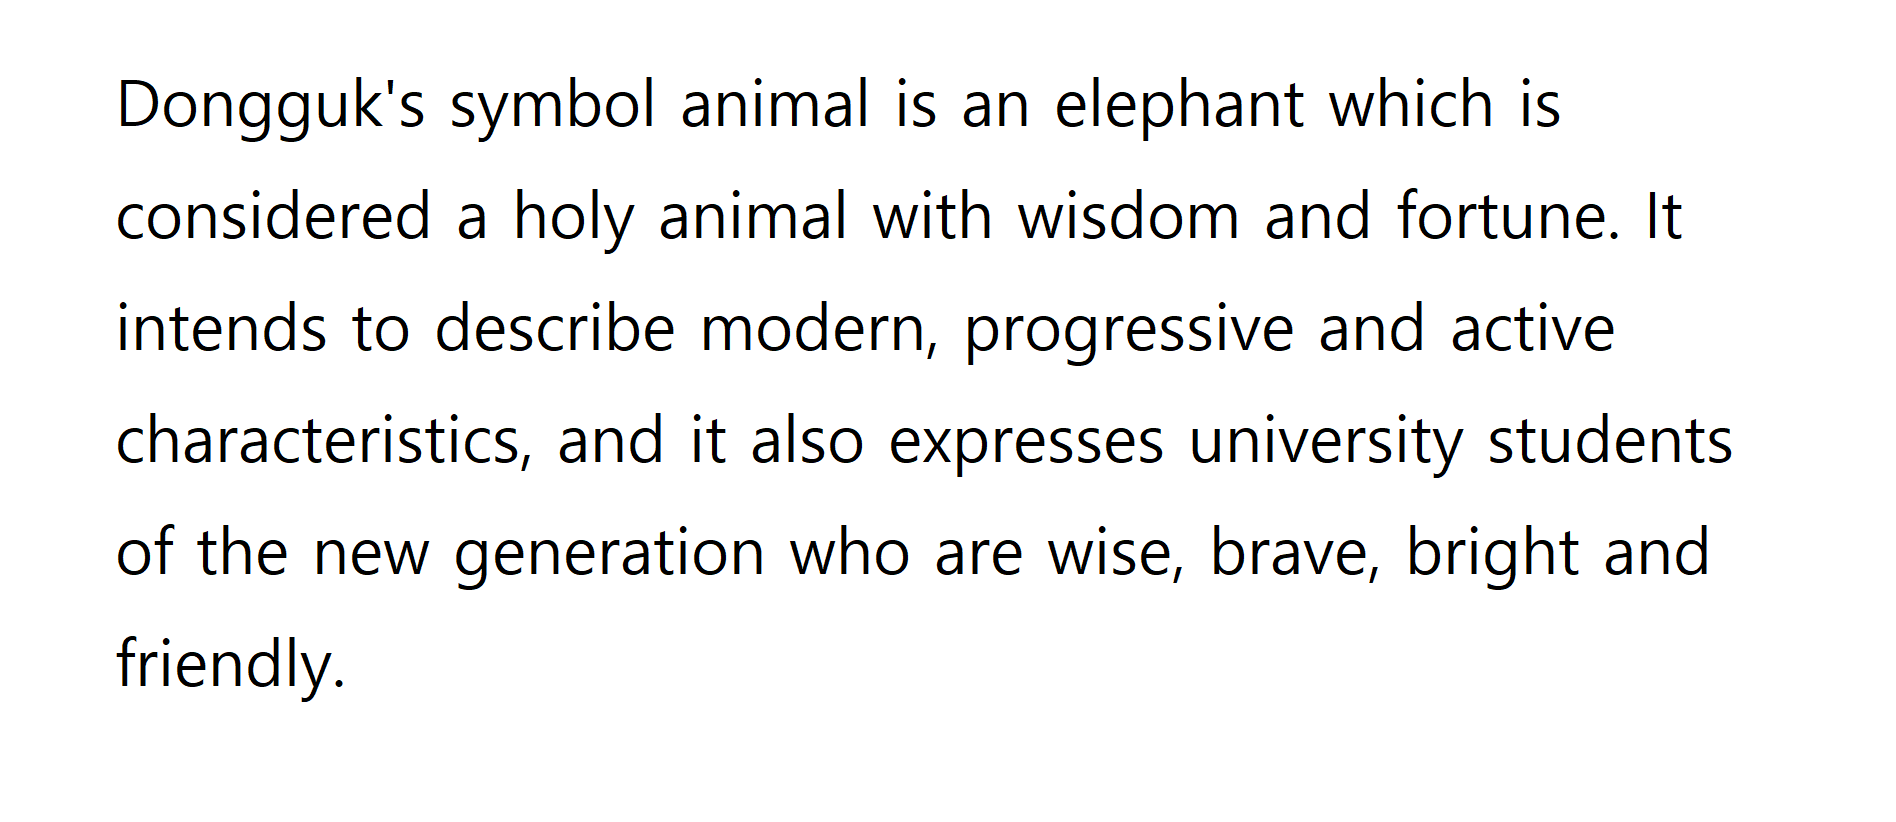 Dongguk's symbol animal is an elephant which is
considered a holy animal with wisdom and fortune. It
intends to describe modern, progressive and active
characteristics, and it also expresses university students
of the new generation who are wise, brave, bright and
friendly.